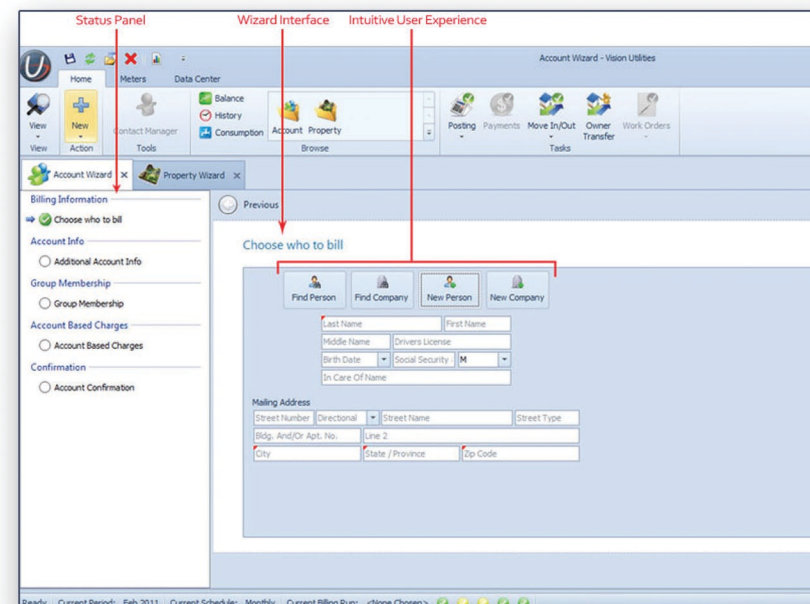 Status Panel Wizard Interface Intuitive User Experience
Account Wizard - Vision Utilities
Home Meters Data Center
View New Contact Manager Balance History Consumption Account Property Posting Payments Move In/Out Owner Transfer Work Orders
View Action Tools Browse Tasks
Account Wizard Property Wizard
Billing Information
Choose who to bill
Account Info
Additional Account Info
Group Membership
Group Membership
Account Based Charges
Account Based Charges
Confirmation
Account Confirmation
Previous
Choose who to bill
Find Person Find Company New Person New Company
Last Name First Name
Middle Name Drivers License
Birth Date Social Security M
In Care Of Name
Mailing Address
Street Number Directional Street Name Street Type
Bldg. And/Or Apt. No. Line 2
City State / Province Zip Code
Ready Current Period: Feb 2011 Current Schedule: Monthly Current Billing Run: <None Chosen>